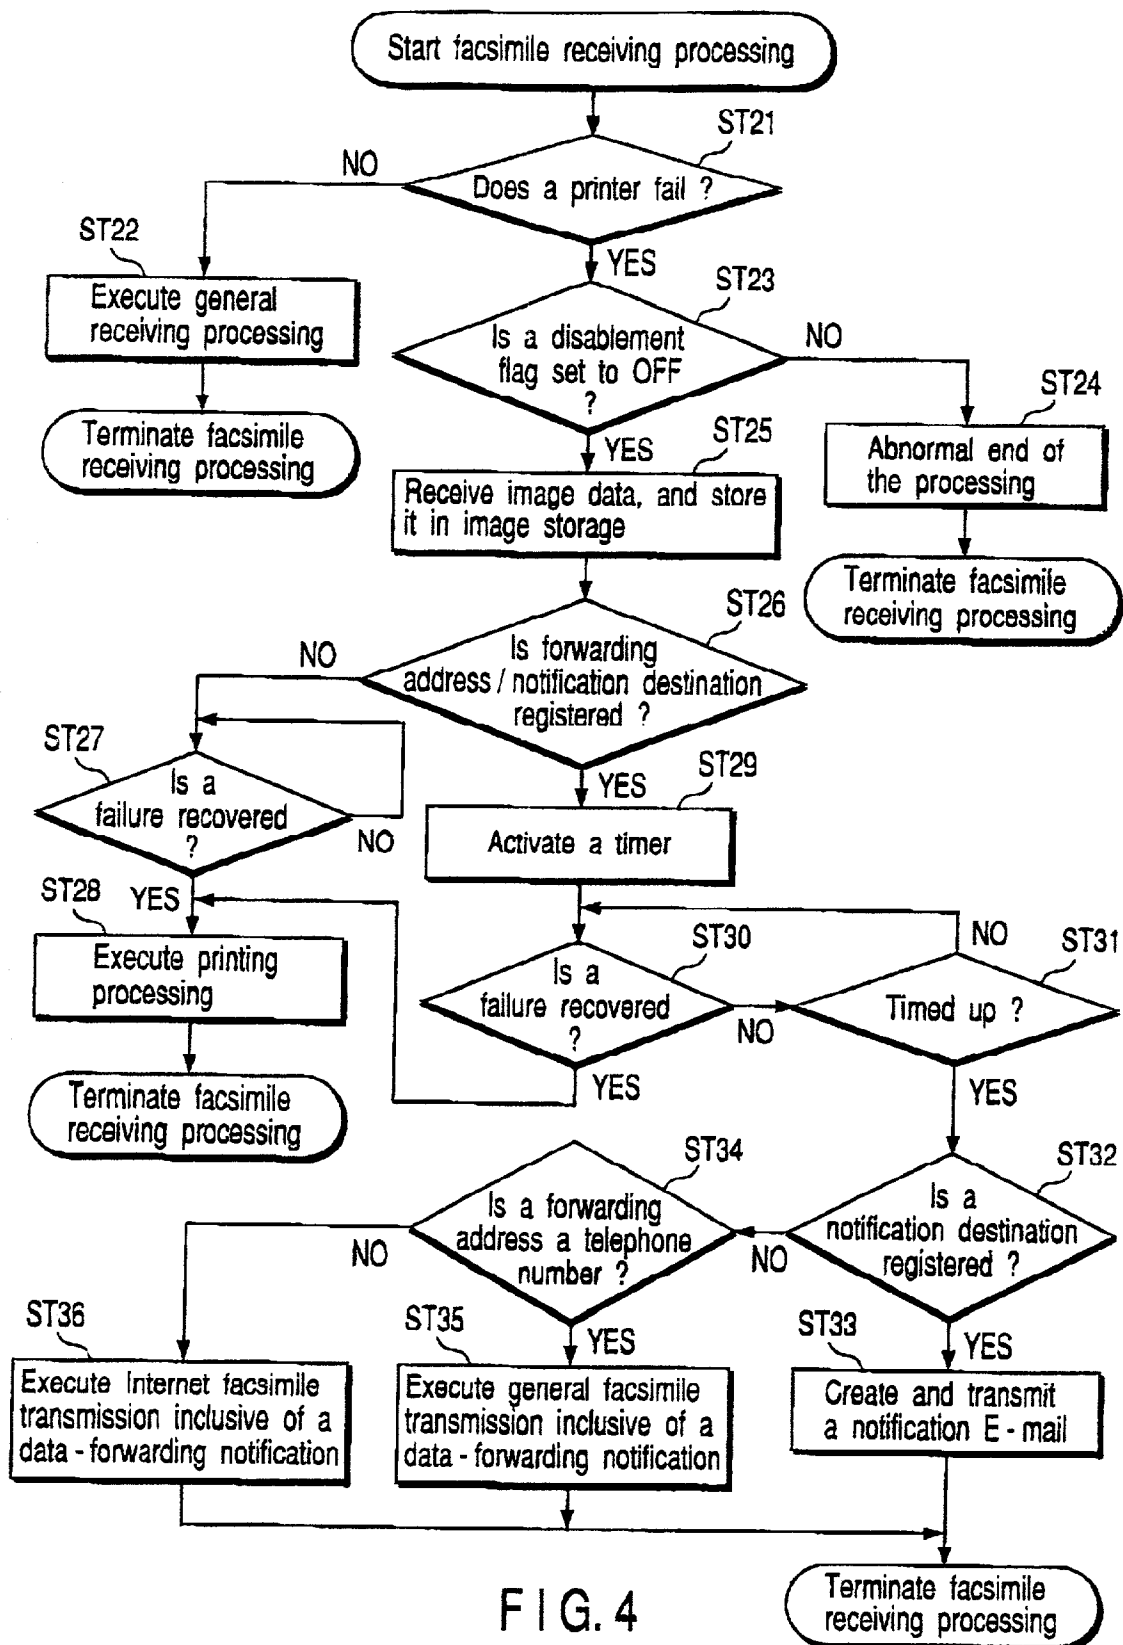 Start facsimile receiving processing
ST21
NO
Does a printer fail ?
ST22
YES
Execute general
receiving processing
ST23
Is a disablement
flag set to OFF
?
NO
ST24
Terminate facsimile
receiving processing
YES
ST25
Abnormal end of
the processing
Receive image data, and store
it in image storage
Terminate facsimile
receiving processing
ST26
NO
Is forwarding
address / notification destination
registered ?
ST27
Is a
failure recovered
?
NO
YES
ST29
Activate a timer
ST28
YES
Execute printing
processing
ST30
Is a
failure recovered
?
NO
NO
ST31
Timed up ?
YES
YES
Terminate facsimile
receiving processing
ST34
Is a forwarding
address a telephone
number ?
NO
ST32
Is a
notification destination
registered ?
NO
ST36
ST35
YES
ST33
YES
Execute Internet facsimile
transmission inclusive of a
data - forwarding notification
Execute general facsimile
transmission inclusive of a
data - forwarding notification
Create and transmit
a notification E - mail
Terminate facsimile
receiving processing
FIG. 4